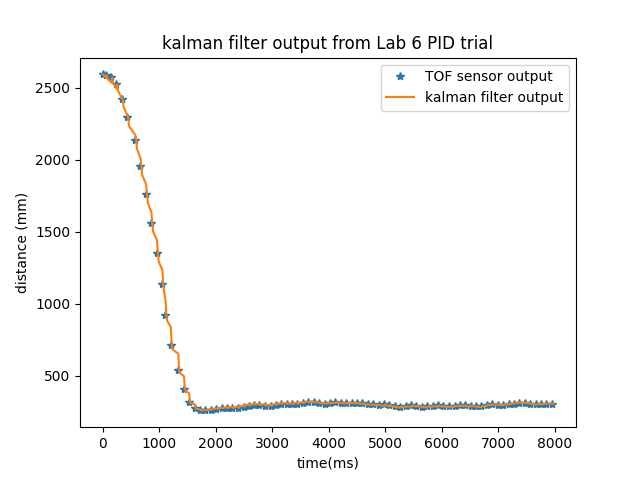 kalman filter output from Lab 6 PID trial
TOF sensor output
kalman filter output
2500
2000
1500
1000
500
distance (mm)
0 1000 2000 3000 4000 5000 6000 7000 8000
time(ms)